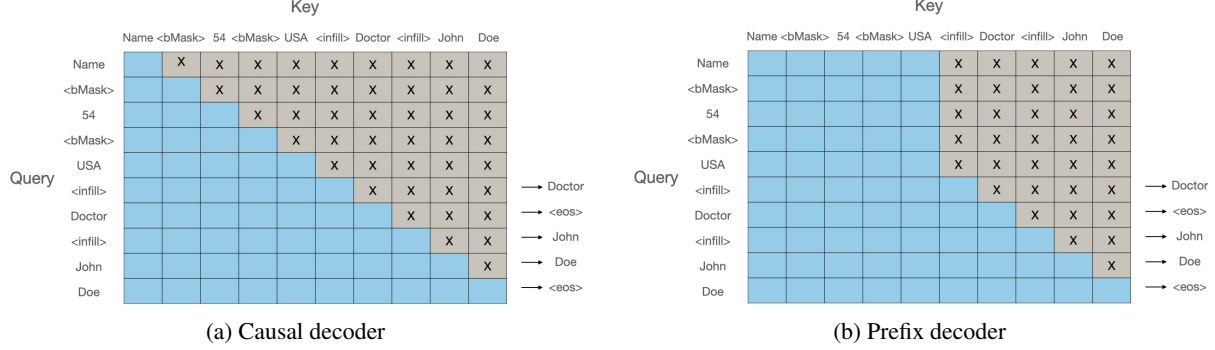 Key
Name <bMask> 54 <bMask> USA <infill> Doctor <infill> John Doe
Name X X X X X X X X X
<bMask> X X X X X X X X
54 X X X X X X X
<bMask> X X X X X X
USA X X X X X
Query
<infill> X X X X → Doctor
Doctor X X X → <eos>
<infill> X X → John
John X → Doe
Doe → <eos>
(a) Causal decoder
Key
Name <bMask> 54 <bMask> USA <infill> Doctor <infill> John Doe
Name X X X X X
<bMask> X X X X X
54 X X X X X
<bMask> X X X X X
USA X X X X X
Query
<infill> X X X X → Doctor
Doctor X X X → <eos>
<infill> X X → John
John X → Doe
Doe → <eos>
(b) Prefix decoder